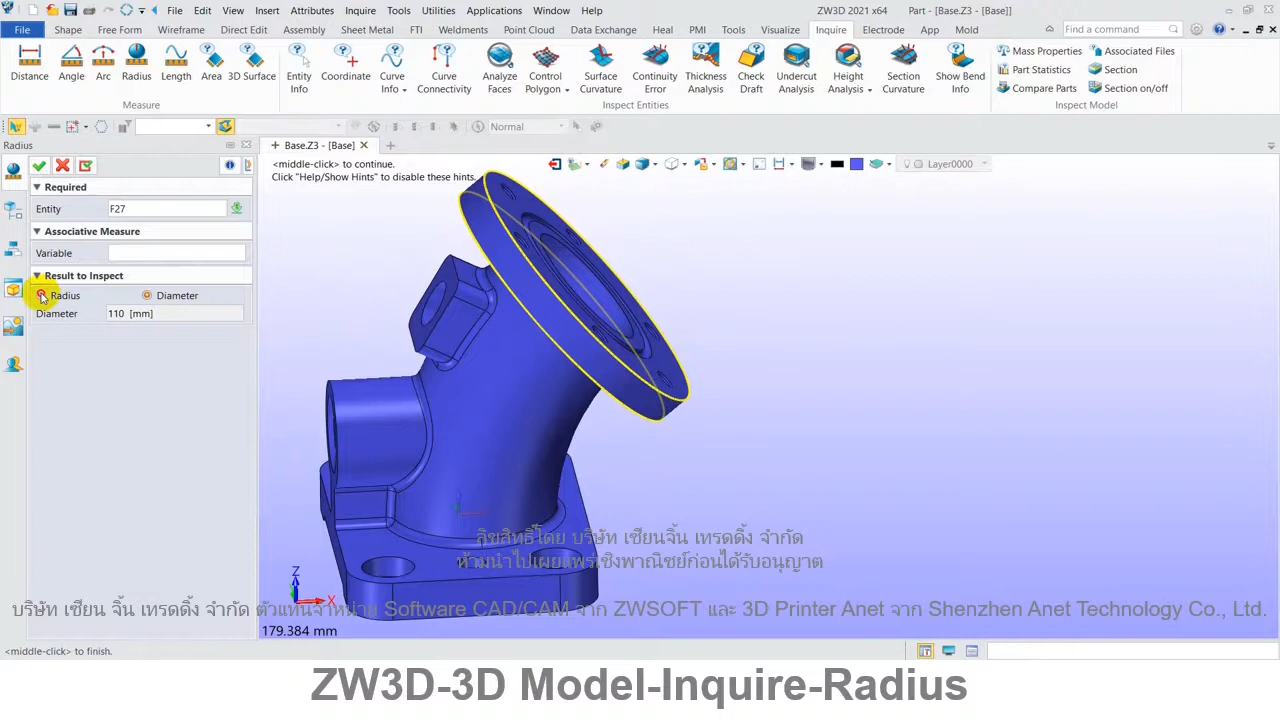 File Edit View Insert Attributes Inquire Tools Utilities Applications Window Help
ZW3D 2021 x64 Part - [Base.Z3 - [Base]]
File Shape Free Form Wireframe Direct Edit Assembly Sheet Metal FTI Weldments Point Cloud Data Exchange Heal PMI Tools Visualize Inquire Electrode App Mold
Find a command
Distance Angle Arc Radius Length Area 3D Surface
Measure
Entity Info
Coordinate
Curve Info
Curve Connectivity
Analyze Faces
Control Polygon
Surface Curvature
Continuity Error
Thickness Analysis
Check Draft
Undercut Analysis
Height Analysis
Section Curvature
Show Bend Info
Inspect Entities
Mass Properties Associated Files
Part Statistics Section
Compare Parts Section on/off
Inspect Model
Normal
Radius
Base.Z3 - [Base]
<middle-click> to continue.
Click "Help/Show Hints" to disable these hints.
Layer0000
Required
Entity F27
Associative Measure
Variable
Result to Inspect
Radius Diameter
Diameter 110 [mm]
ลิขสิทธิ์โดย บริษัท เซียนจิ้น เทรดดิ้ง จำกัด
ห้ามนำไปเผยแพร่เชิงพาณิชย์ก่อนได้รับอนุญาต
Z
X
บริษัท เซียน จิ้น เทรดดิ้ง จำกัด ตัวแทนจำหน่าย Software CAD/CAM จาก ZWSOFT และ 3D Printer Anet จาก Shenzhen Anet Technology Co., Ltd.
179.384 mm
<middle-click> to finish.
ZW3D-3D Model-Inquire-Radius